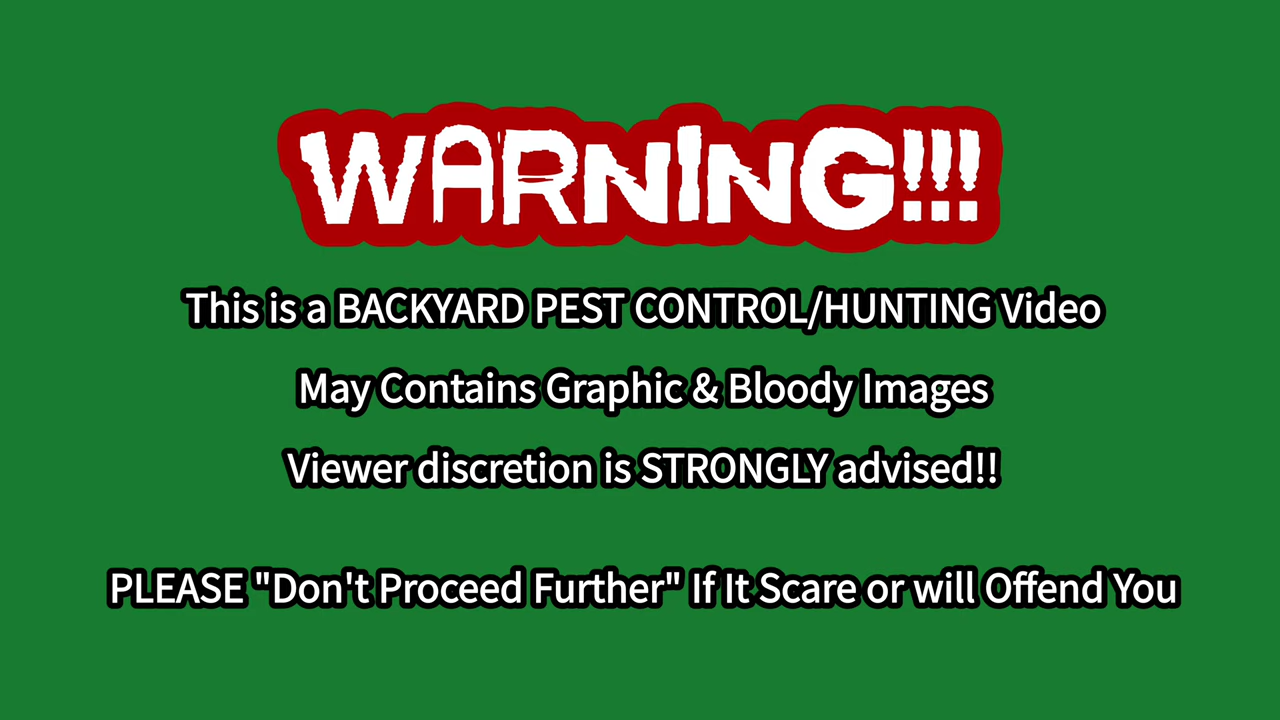 WARNING!!!
This is a BACKYARD PEST CONTROL/HUNTING Video
May Contains Graphic & Bloody Images
Viewer discretion is STRONGLY advised!!
PLEASE "Don't Proceed Further" If It Scare or will Offend You